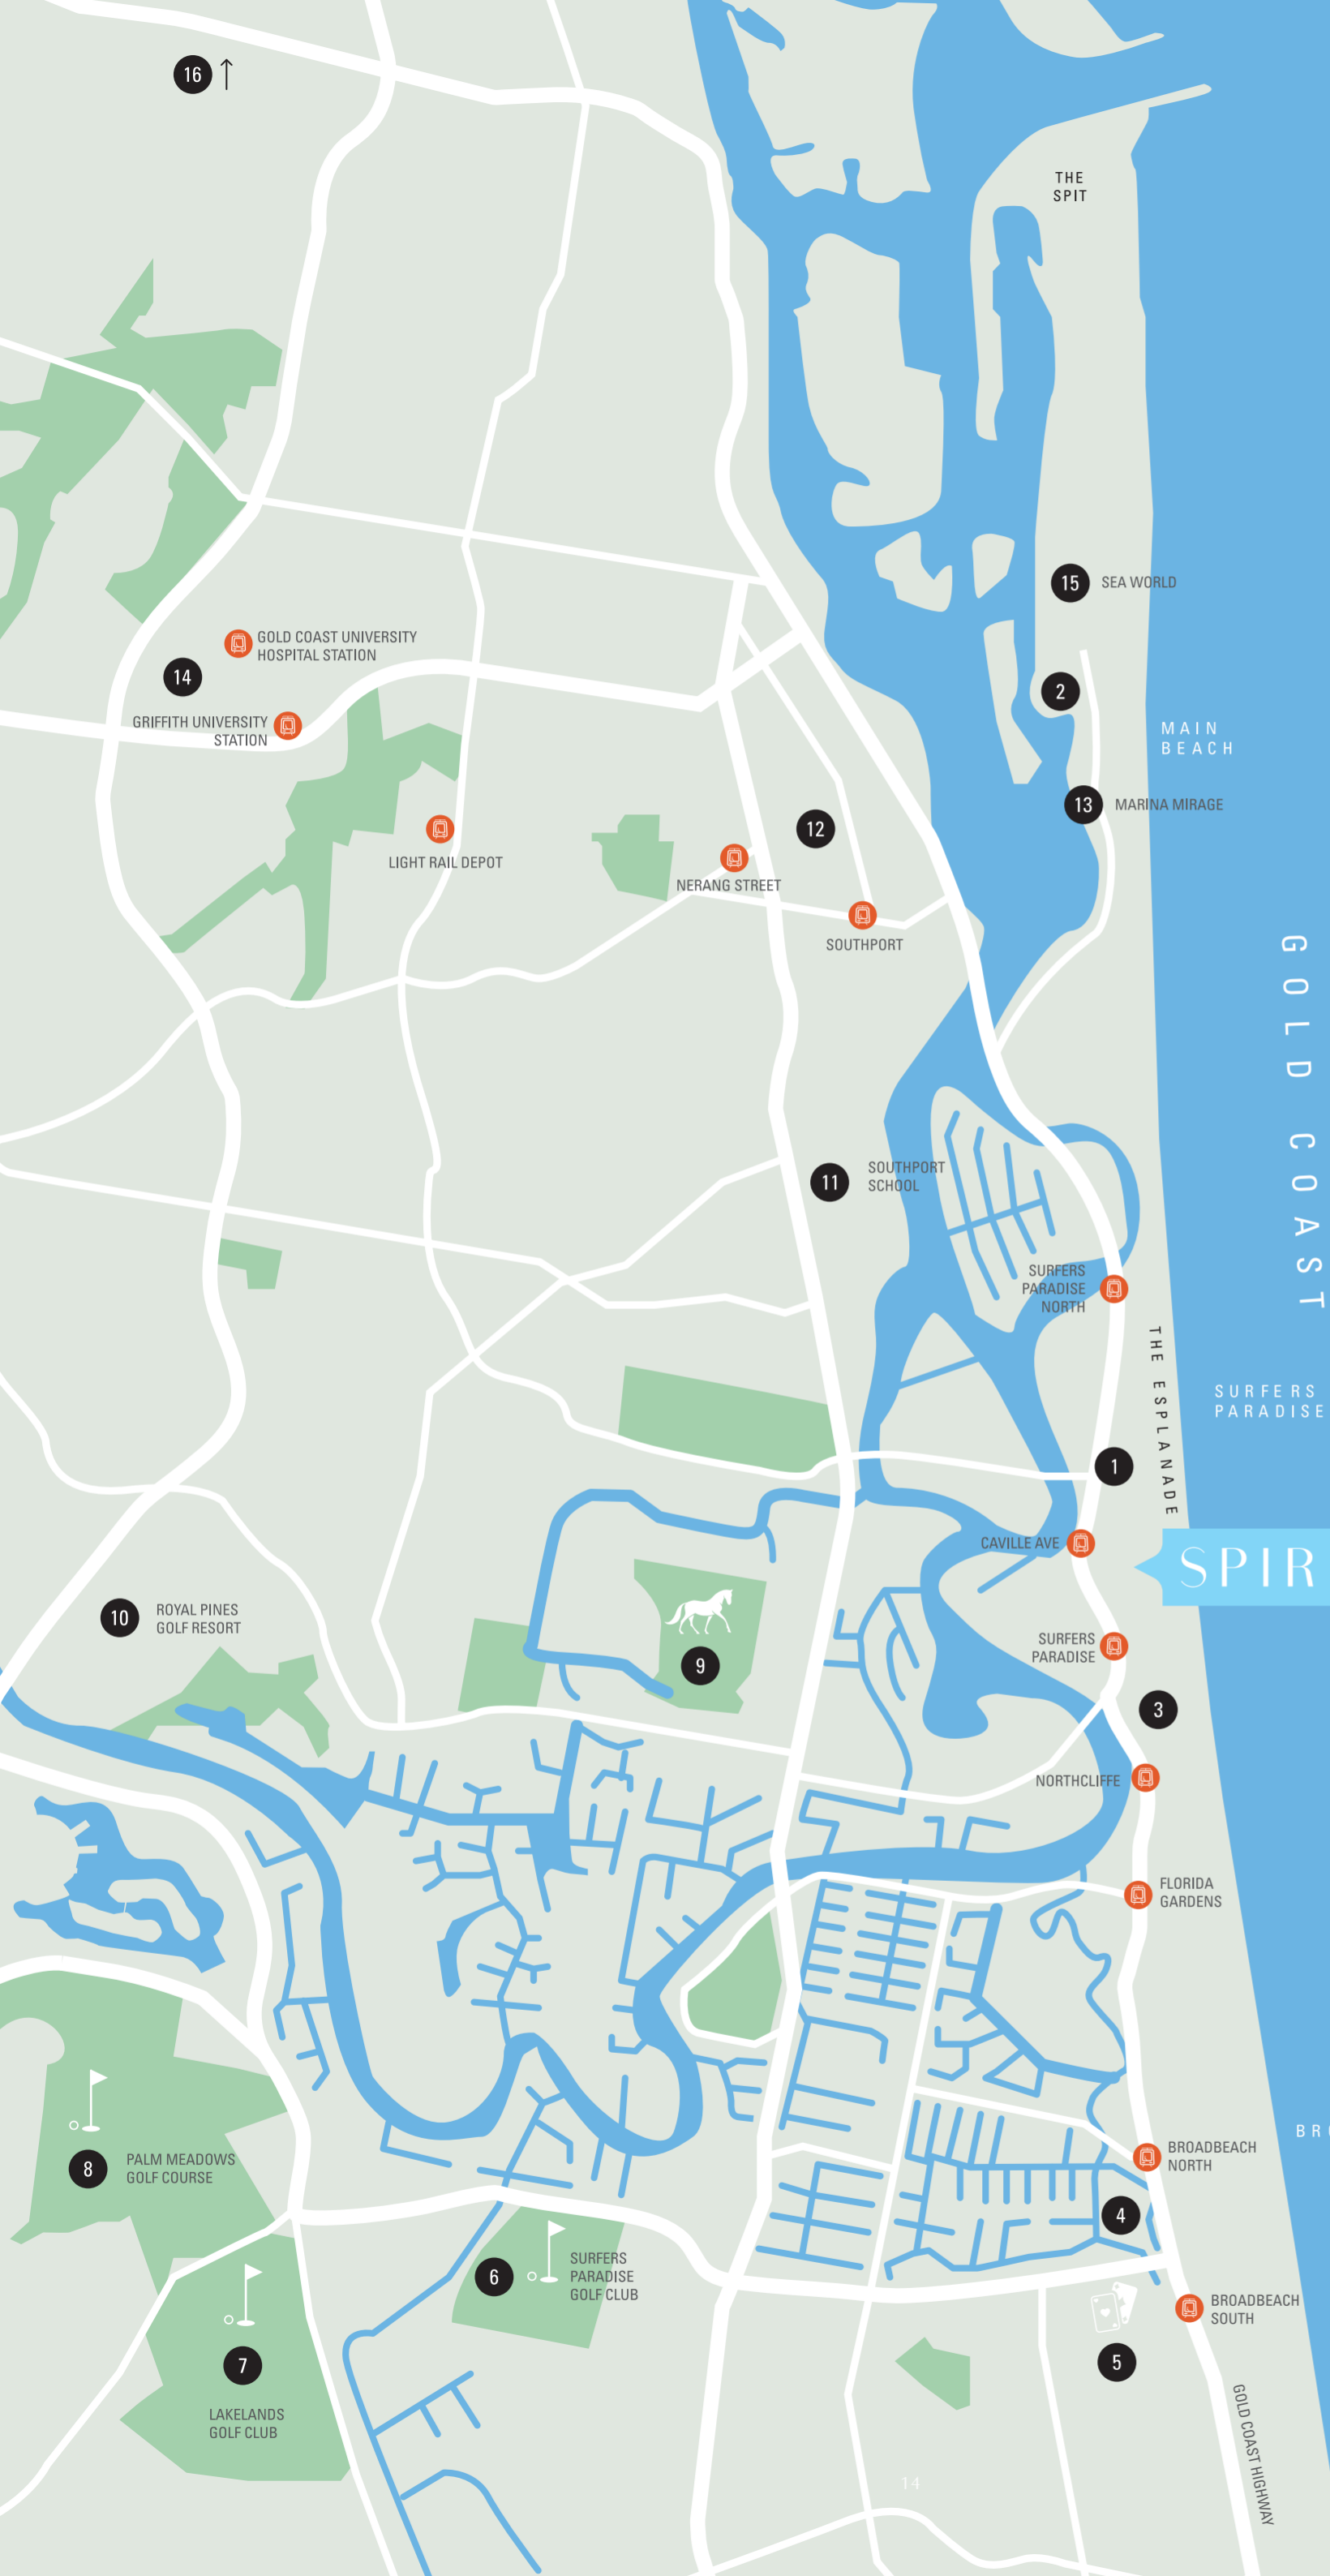 16
THE
SPIT
15 SEA WORLD
GOLD COAST UNIVERSITY
HOSPITAL STATION
14
2
GRIFFITH UNIVERSITY
STATION
MAIN
BEACH
13 MARINA MIRAGE
12
LIGHT RAIL DEPOT
NERANG STREET
SOUTHPORT
GOLD COAST
11
SOUTHPORT
SCHOOL
SURFERS
PARADISE
NORTH
THE ESPLANADE
SURFERS
PARADISE
1
CAVILLE AVE
SPIR
10
ROYAL PINES
GOLF RESORT
9
SURFERS
PARADISE
3
NORTHCLIFFE
FLORIDA
GARDENS
BRO
8
PALM MEADOWS
GOLF COURSE
BROADBEACH
NORTH
4
6
SURFERS
PARADISE
GOLF CLUB
BROADBEACH
SOUTH
7
5
LAKELANDS
GOLF CLUB
GOLD COAST HIGHWAY
14